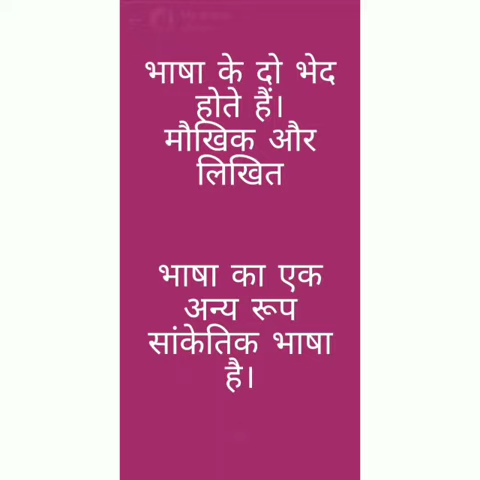 भाषा के दो भेद
होते हैं।
मौखिक और
लिखित
भाषा का एक
अन्य रूप
सांकेतिक भाषा
है।